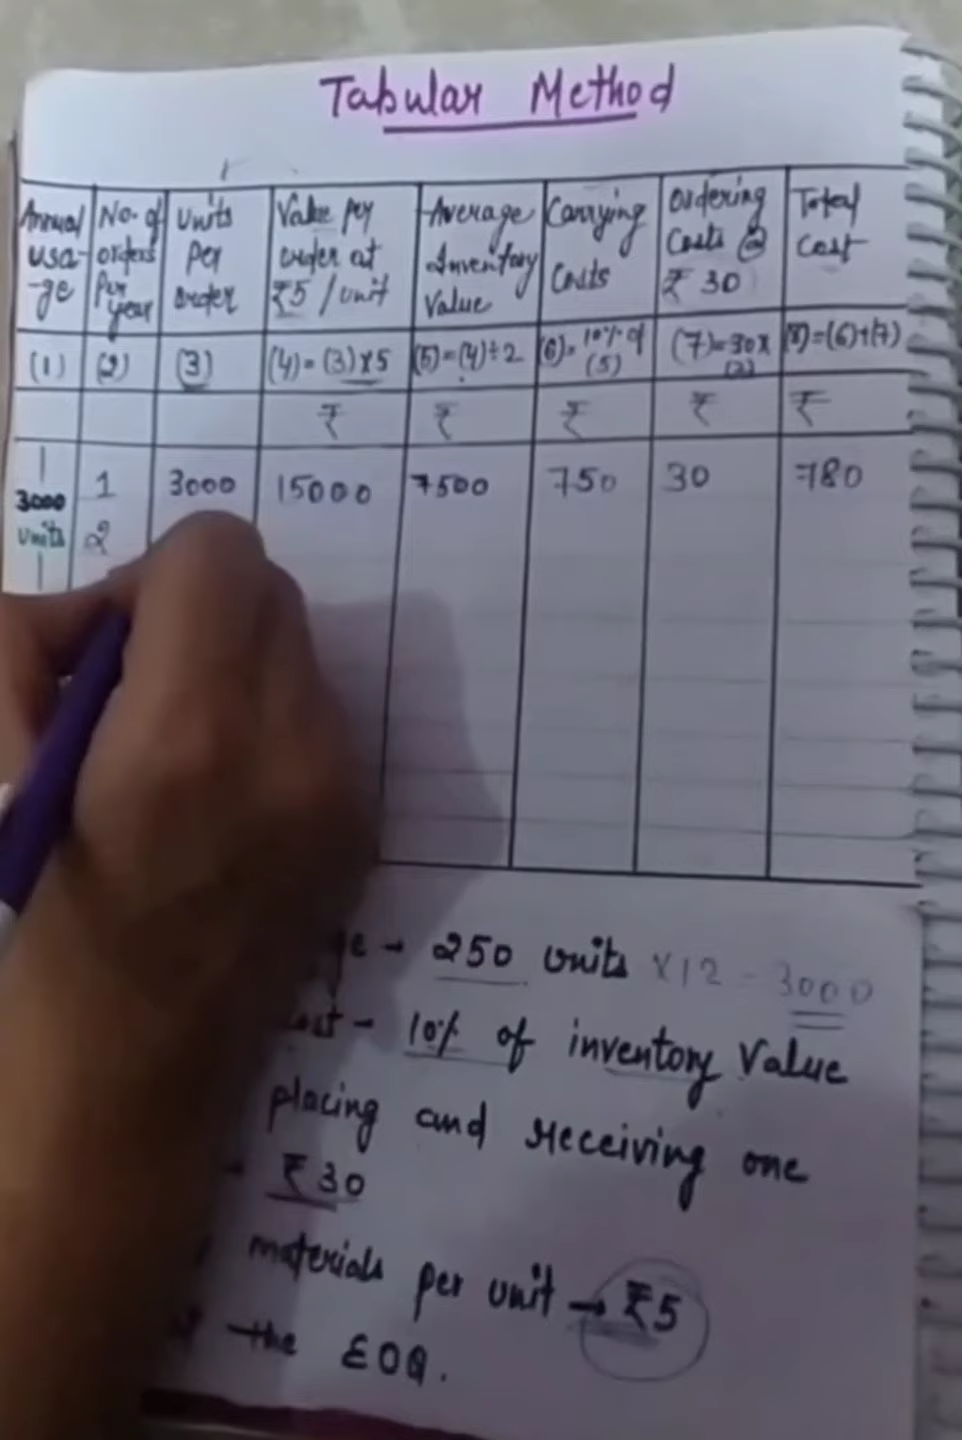 Tabular Method
Annual usa-ge
No. of orders Per year
Units Per order
Value per order at ₹5/unit
Average Inventory Value
Carrying Costs
Ordering Costs @ ₹30
Total Cost
(1) (2) (3) (4)=(3)×5 (5)=(4)÷2 (6)=10% of (5) (7)=30×(2) (8)=(6)+(7)
₹ ₹ ₹ ₹ ₹
3000 units
1 3000 15000 7500 750 30 780
2
250 units ×12 = 3000
10% of inventory Value
placing and receiving one
- ₹30
materials per unit → ₹5
the EOQ.